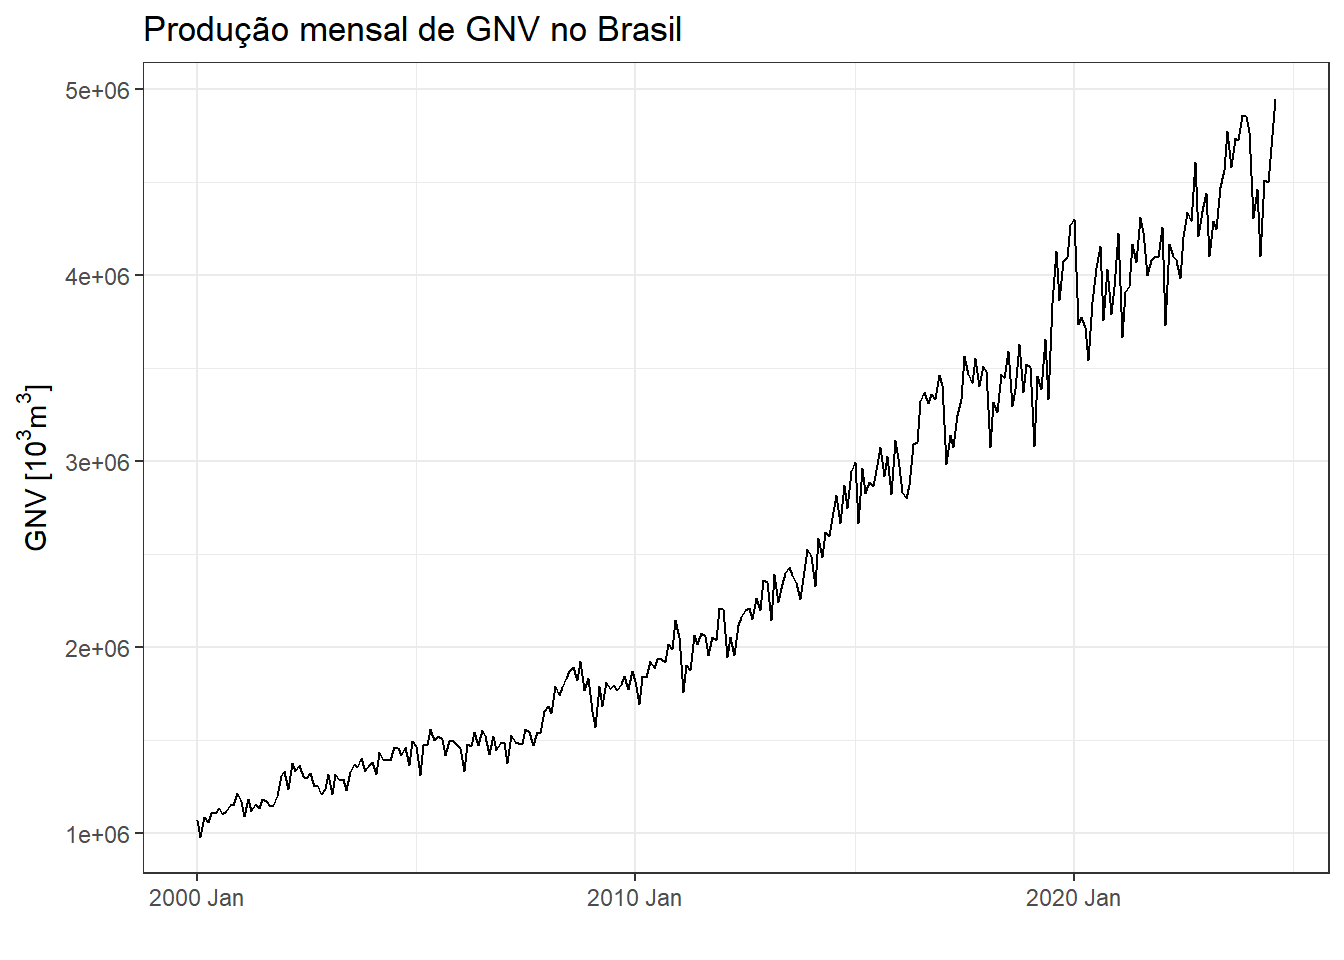 Produção mensal de GNV no Brasil
5e+06
4e+06
3e+06
2e+06
1e+06
GNV [10³m³]
2000 Jan
2010 Jan
2020 Jan